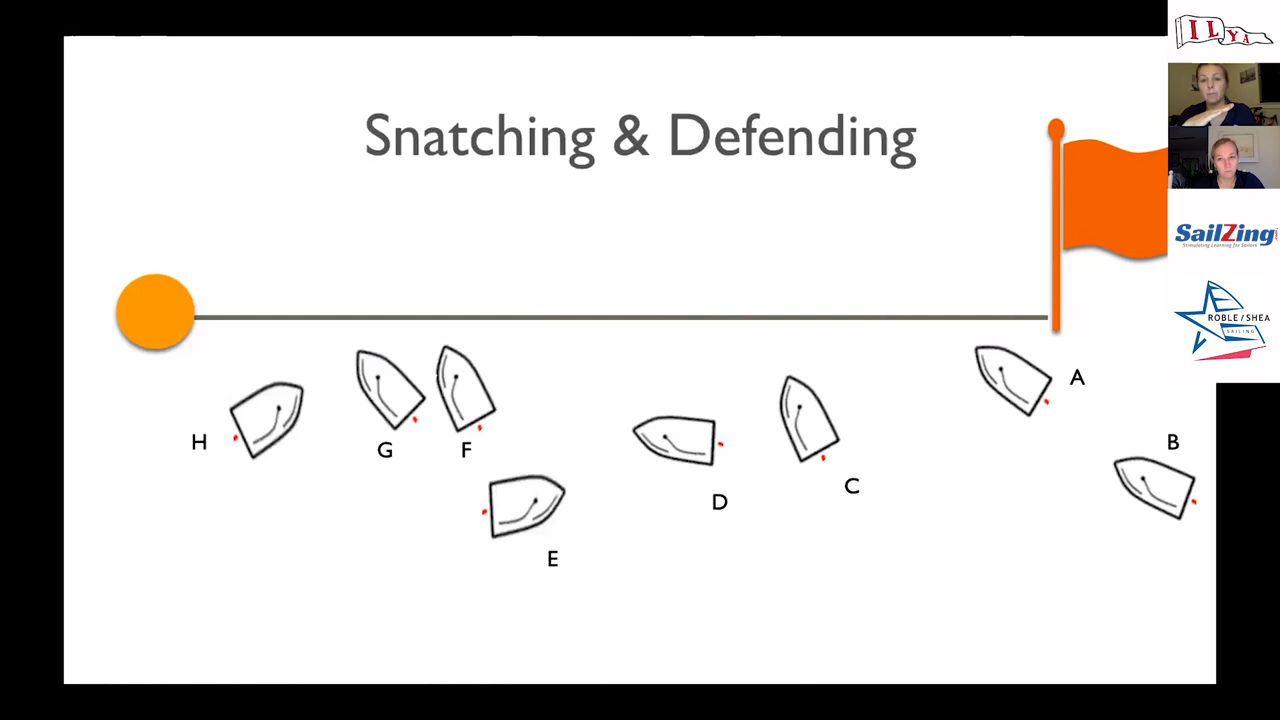 Snatching & Defending
ILYA
SailZing
Stimulating Learning for Sailors
ROBLE/SHEA
SAILING
A
B
H
G
F
C
D
E